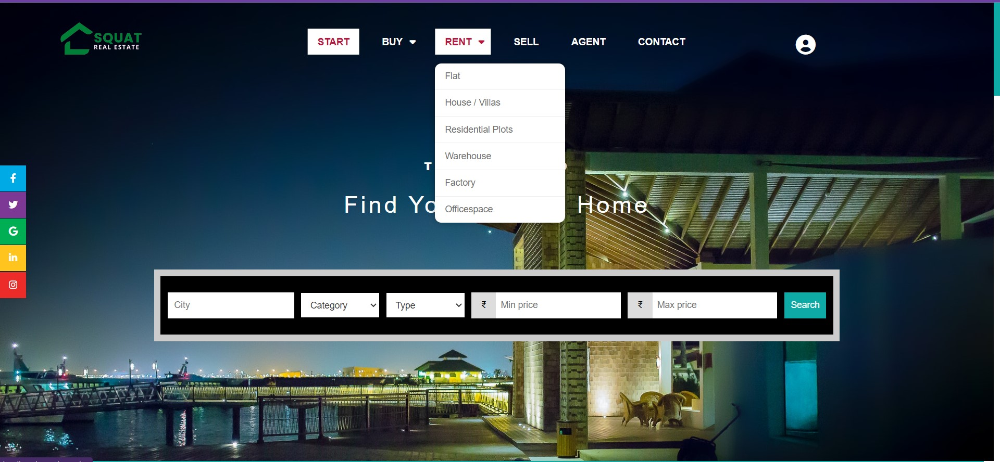 SQUAT
REAL ESTATE
START
BUY
RENT
SELL
AGENT
CONTACT
Flat
House / Villas
Residential Plots
Warehouse
Factory
Officespace
T
Find Yo
Home
City
Category
Type
₹
Min price
₹
Max price
Search